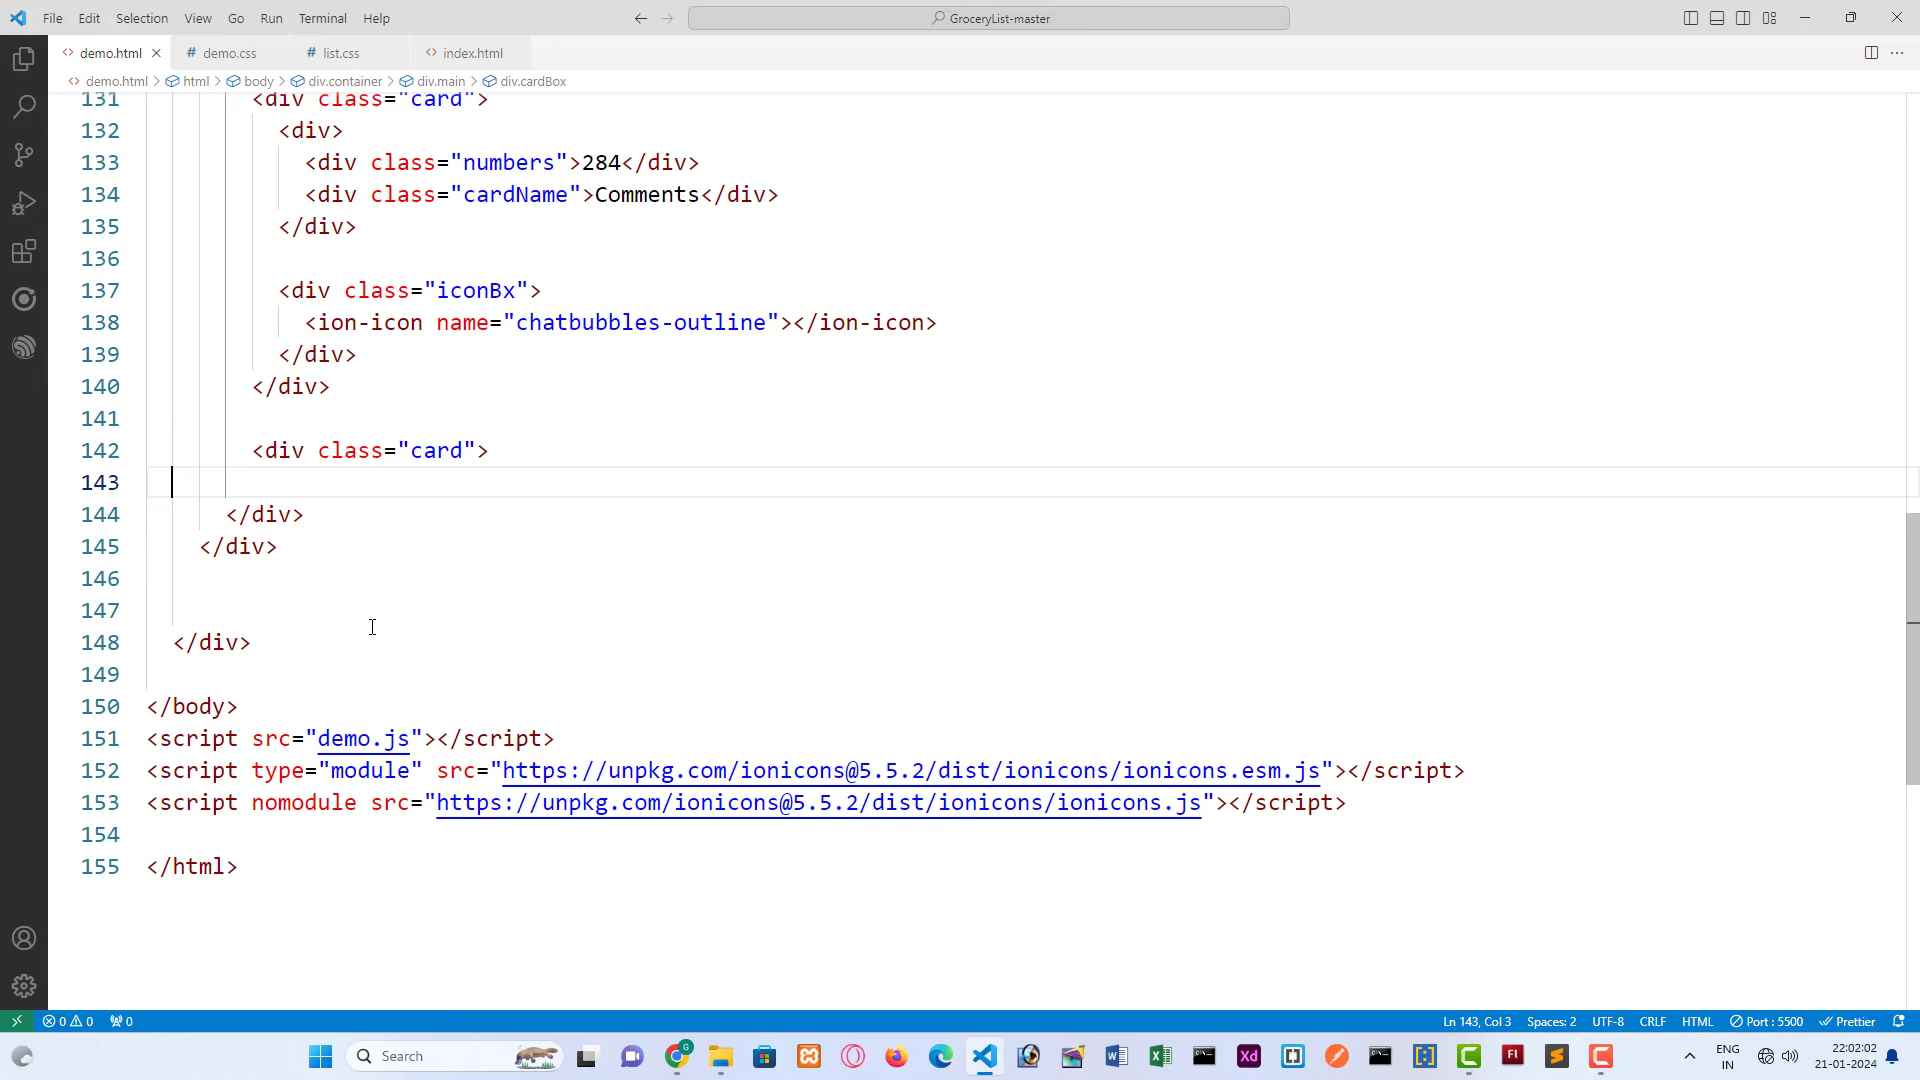 File Edit Selection View Go Run Terminal Help
GroceryList-master
demo.html demo.css list.css index.html
demo.html > html > body > div.container > div.main > div.cardBox
131 <div class="card">
132 <div>
133 <div class="numbers">284</div>
134 <div class="cardName">Comments</div>
135 </div>
136
137 <div class="iconBx">
138 <ion-icon name="chatbubbles-outline"></ion-icon>
139 </div>
140 </div>
141
142 <div class="card">
143
144 </div>
145 </div>
146
147
148 </div>
149
150 </body>
151 <script src="demo.js"></script>
152 <script type="module" src="https://unpkg.com/ionicons@5.5.2/dist/ionicons/ionicons.esm.js"></script>
153 <script nomodule src="https://unpkg.com/ionicons@5.5.2/dist/ionicons/ionicons.js"></script>
154
155 </html>
0 0 0 Ln 143, Col 3 Spaces: 2 UTF-8 CRLF HTML Port : 5500 Prettier
Search
G
Xd
Fl
ENG
IN
22:02:02
21-01-2024